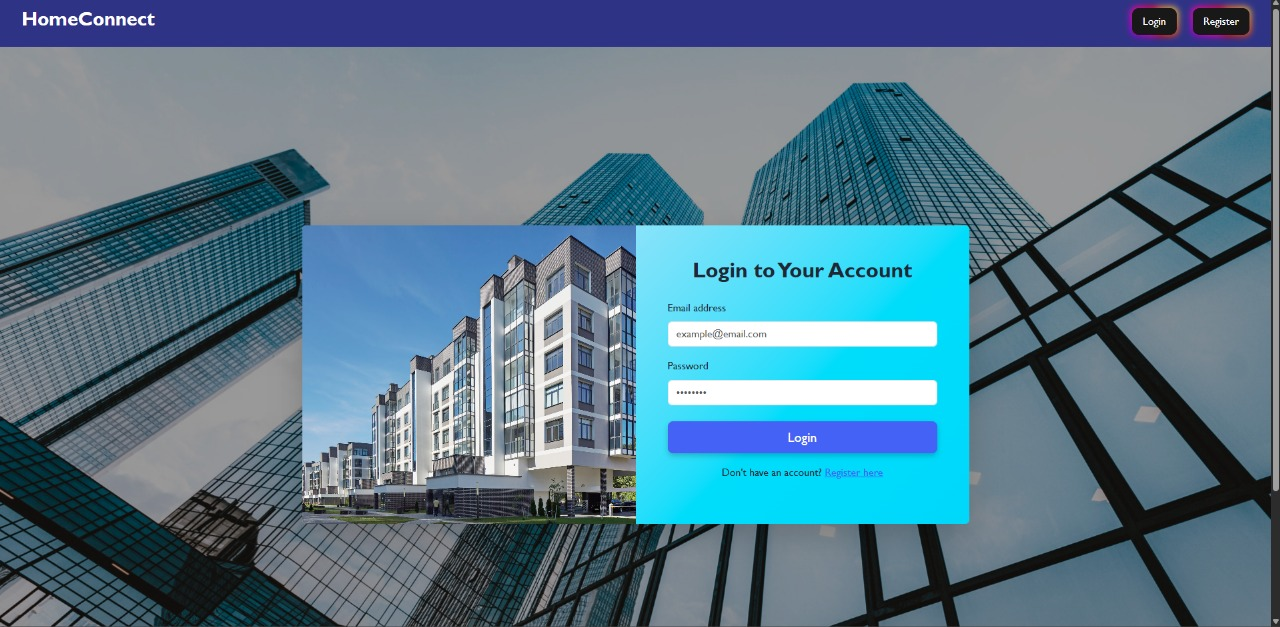 HomeConnect
Login
Register
Login to Your Account
Email address
example@email.com
Password
••••••••
Login
Don't have an account? Register here